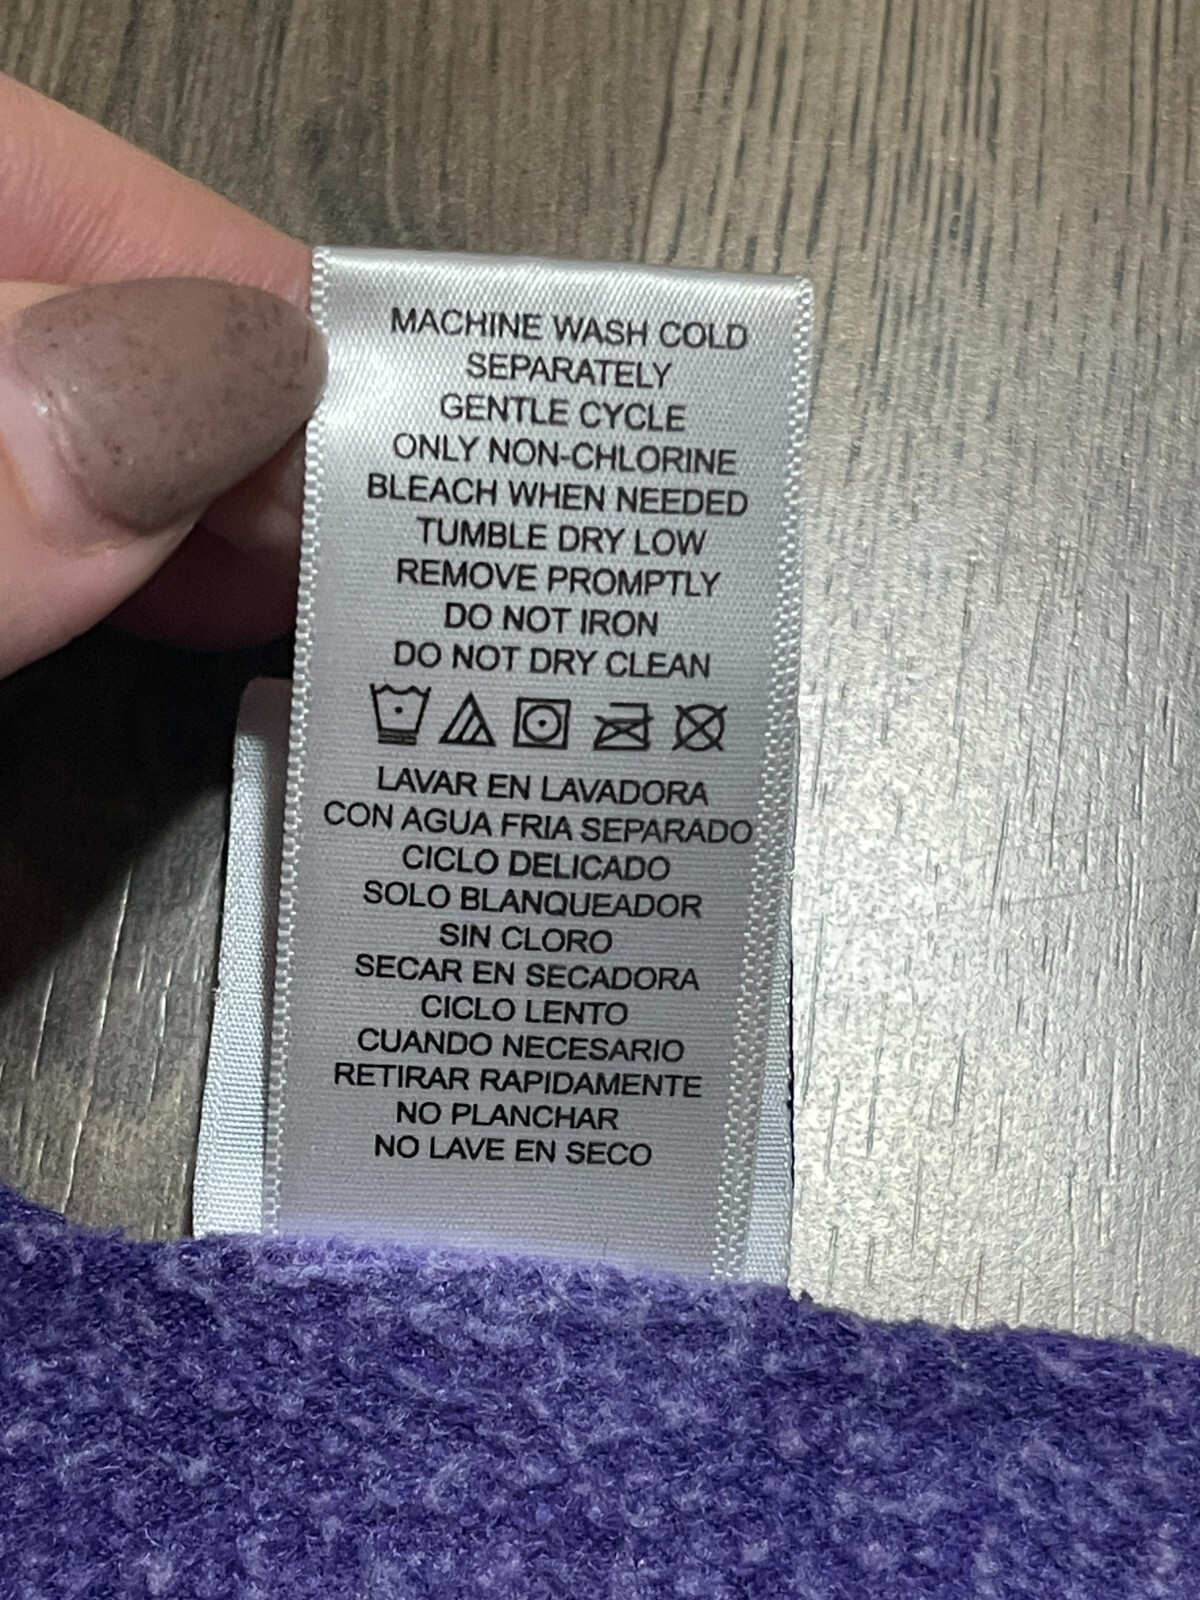 MACHINE WASH COLD
SEPARATELY
GENTLE CYCLE
ONLY NON-CHLORINE
BLEACH WHEN NEEDED
TUMBLE DRY LOW
REMOVE PROMPTLY
DO NOT IRON
DO NOT DRY CLEAN
LAVAR EN LAVADORA
CON AGUA FRIA SEPARADO
CICLO DELICADO
SOLO BLANQUEADOR
SIN CLORO
SECAR EN SECADORA
CICLO LENTO
CUANDO NECESARIO
RETIRAR RAPIDAMENTE
NO PLANCHAR
NO LAVE EN SECO